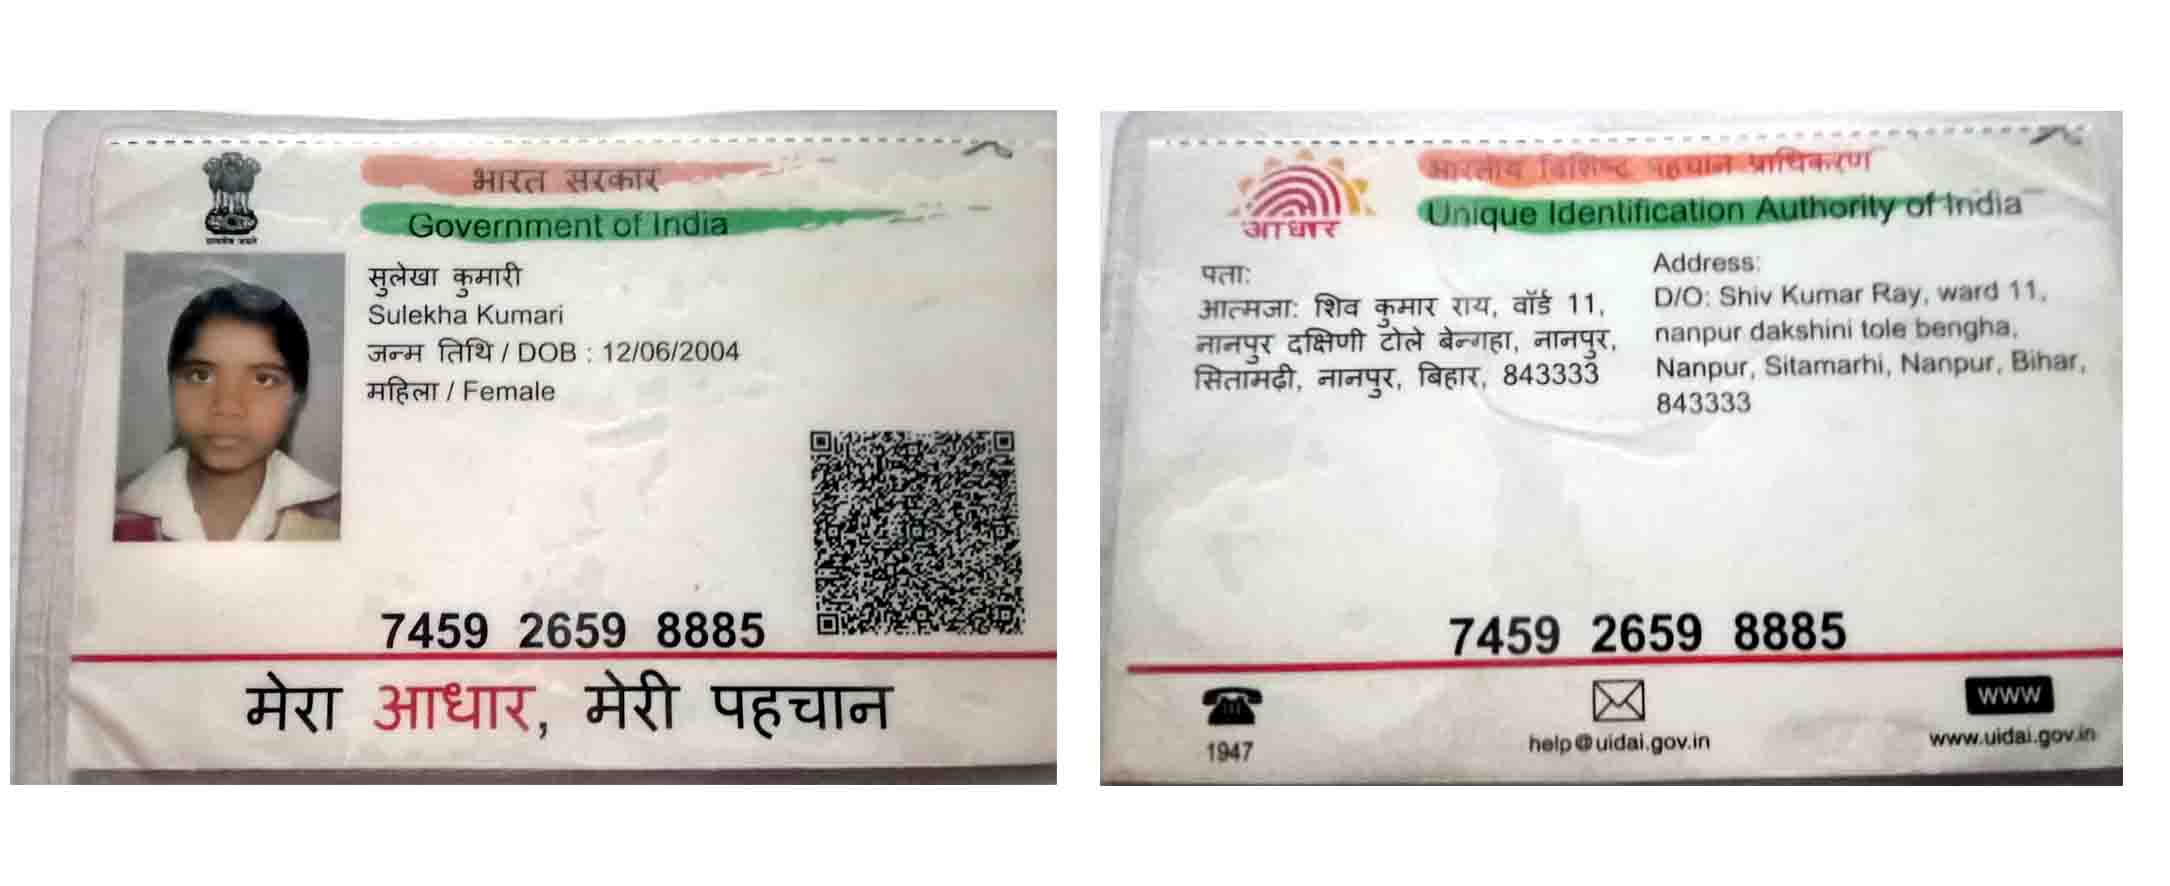 भारत सरकार
Government of India
सुलेखा कुमारी
Sulekha Kumari
जन्म तिथि / DOB : 12/06/2004
महिला / Female
7459 2659 8885
मेरा आधार, मेरी पहचान
भारतीय विशिष्ट पहचान प्राधिकरण
Unique Identification Authority of India
आधार
पता:
आत्मजा: शिव कुमार राय, वॉर्ड 11,
नानपुर दक्षिणी टोले बेन्गहा, नानपुर,
सितामढी, नानपुर, बिहार, 843333
Address:
D/O: Shiv Kumar Ray, ward 11,
nanpur dakshini tole bengha,
Nanpur, Sitamarhi, Nanpur, Bihar,
843333
7459 2659 8885
1947
help@uidai.gov.in
www
www.uidai.gov.in